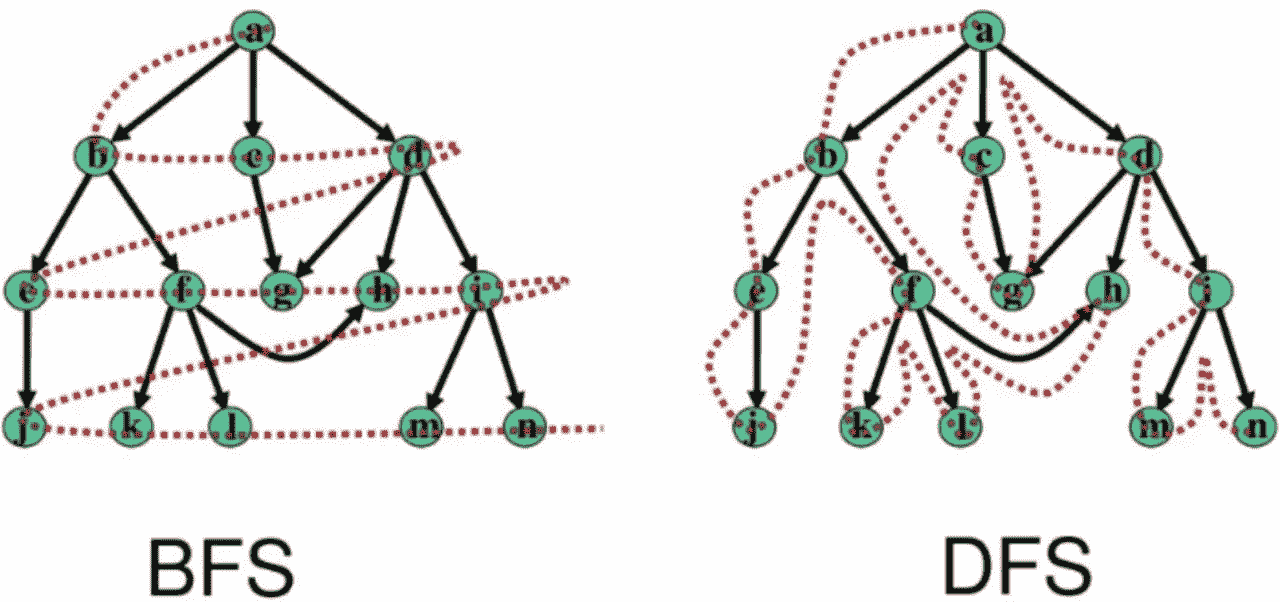 a a
b c d b c d
e f g h i e f g h i
j k l m n j k l m n
BFS DFS